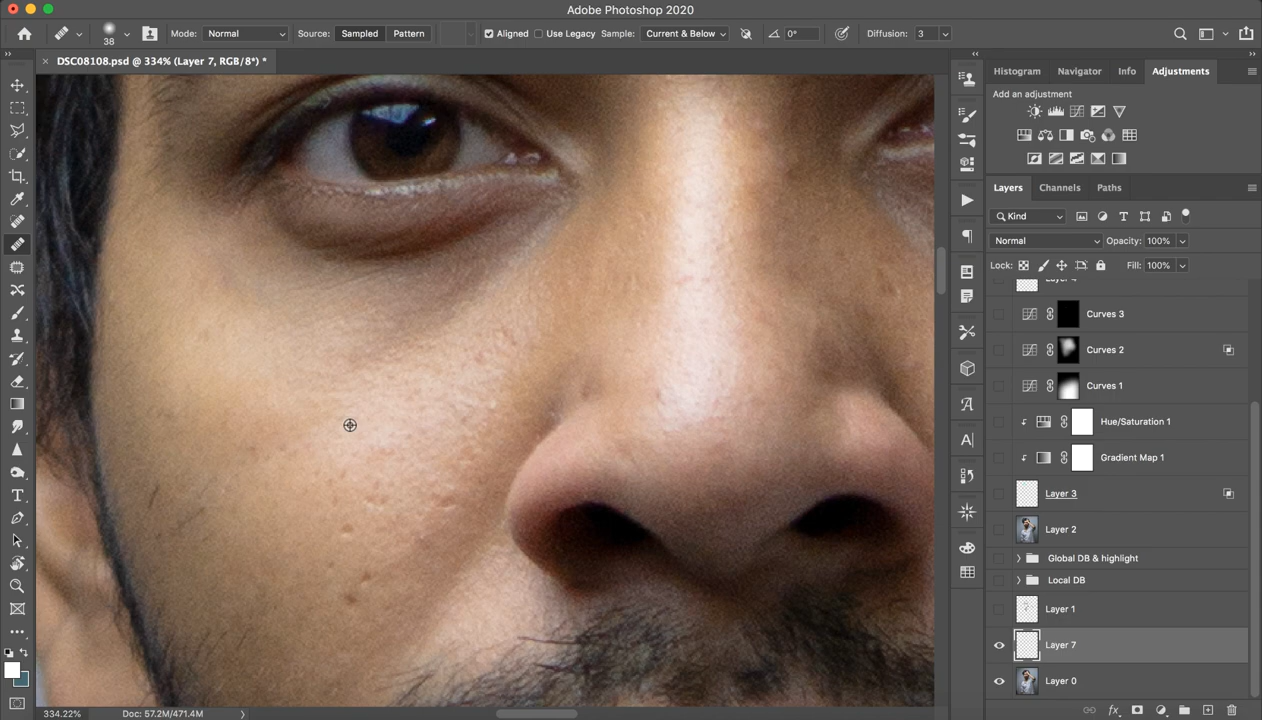 Adobe Photoshop 2020
38 Mode: Normal Source: Sampled Pattern Aligned Use Legacy Sample: Current & Below 0° Diffusion: 3
DSC08108.psd @ 334% (Layer 7, RGB/8*) *
Histogram Navigator Info Adjustments
Add an adjustment
Layers Channels Paths
Kind
Normal Opacity: 100%
Lock: Fill: 100%
Curves 3
Curves 2
Curves 1
Hue/Saturation 1
Gradient Map 1
Layer 3
Layer 2
Global DB & highlight
Local DB
Layer 1
Layer 7
Layer 0
334.22% Doc: 57.2M/471.4M